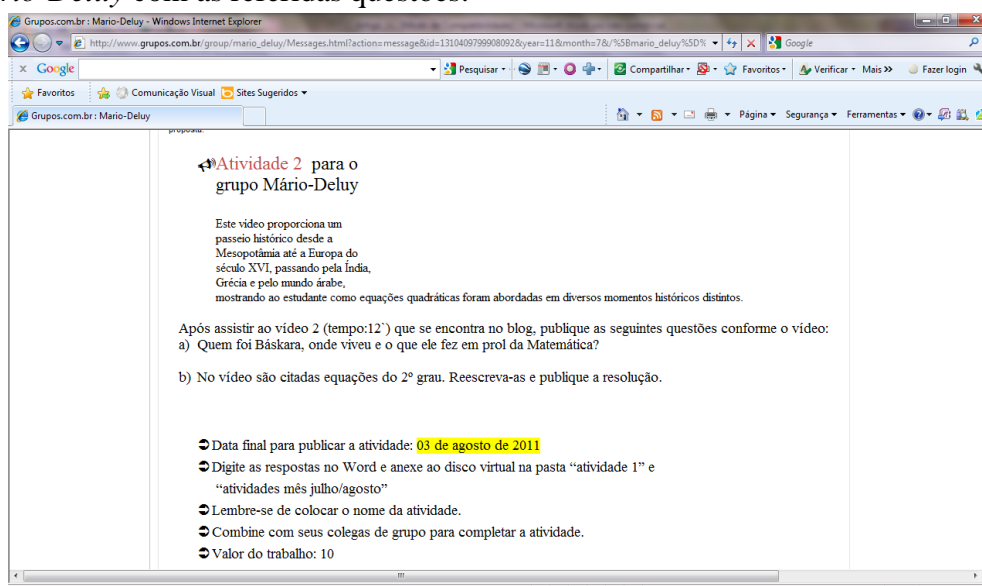 Deluy com as referidas questões.
Grupos.com.br : Mario-Deluy - Windows Internet Explorer
http://www.grupos.com.br/group/mario_deluy/Messages.html?action=message&id=1310409799908092&year=11&month=7&/%5Bmario_deluy%5D%
Google
x Google
Pesquisar
Compartilhar
Favoritos
Verificar
Mais >>
Fazer login
Favoritos
Comunicação Visual
Sites Sugeridos
Grupos.com.br : Mario-Deluy
Página
Segurança
Ferramentas
proposta.
Atividade 2 para o
grupo Mário-Deluy
Este vídeo proporciona um
passeio histórico desde a
Mesopotâmia até a Europa do
século XVI, passando pela Índia,
Grécia e pelo mundo árabe,
mostrando ao estudante como equações quadráticas foram abordadas em diversos momentos históricos distintos.
Após assistir ao vídeo 2 (tempo:12`) que se encontra no blog, publique as seguintes questões conforme o vídeo:
a) Quem foi Báskara, onde viveu e o que ele fez em prol da Matemática?
b) No vídeo são citadas equações do 2º grau. Reescreva-as e publique a resolução.
Data final para publicar a atividade: 03 de agosto de 2011
Digite as respostas no Word e anexe ao disco virtual na pasta “atividade 1” e
“atividades mês julho/agosto”
Lembre-se de colocar o nome da atividade.
Combine com seus colegas de grupo para completar a atividade.
Valor do trabalho: 10